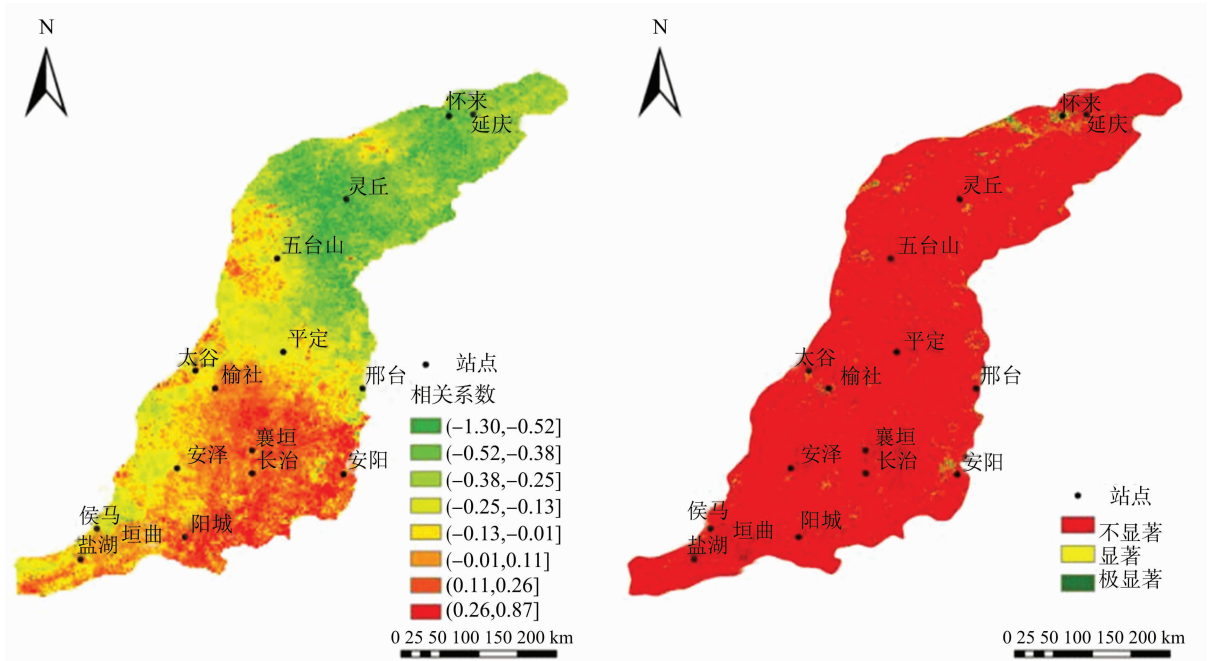 N
怀来
延庆
灵丘
五台山
平定
太谷
榆社
邢台
安泽
襄垣
长治
安阳
侯马
垣曲
阳城
盐湖
站点
相关系数
(−1.30,−0.52]
(−0.52,−0.38]
(−0.38,−0.25]
(−0.25,−0.13]
(−0.13,−0.01]
(−0.01,0.11]
(0.11,0.26]
(0.26,0.87]
0 25 50 100 150 200 km
N
怀来
延庆
灵丘
五台山
平定
太谷
榆社
邢台
安泽
襄垣
长治
安阳
侯马
垣曲
阳城
盐湖
站点
不显著
显著
极显著
0 25 50 100 150 200 km